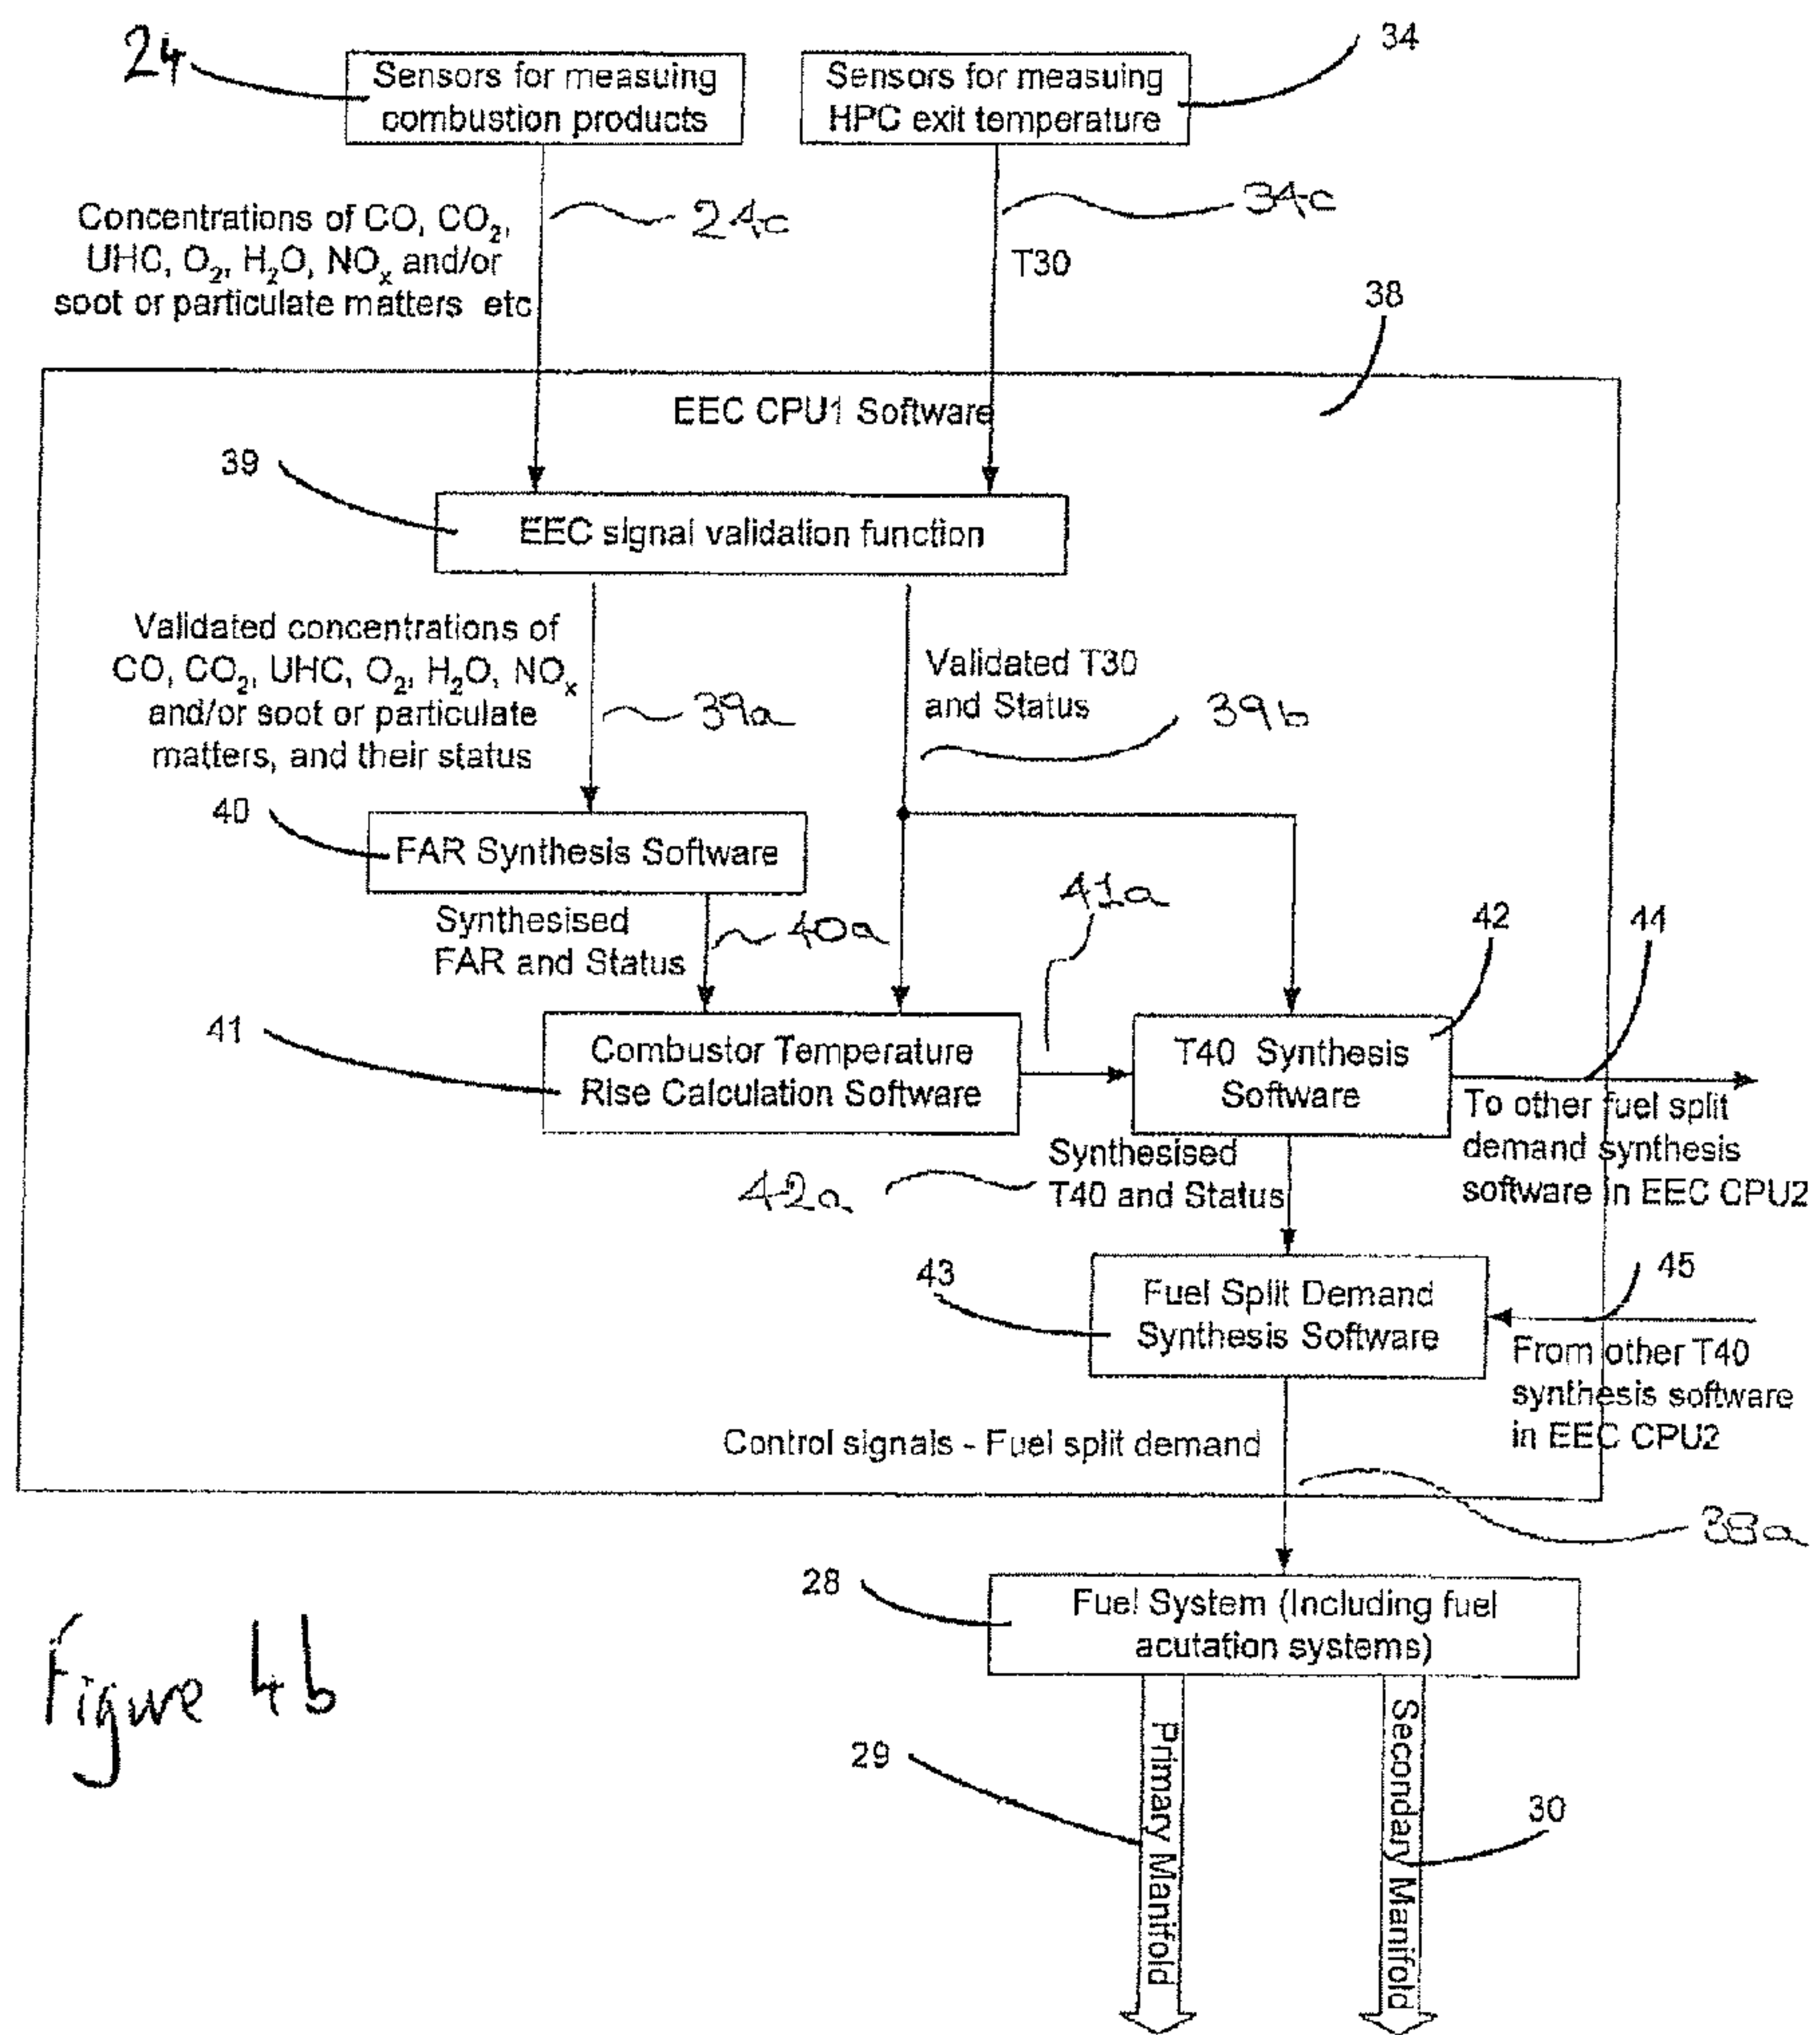 24
Sensors for measuing
combustion products
Sensors for measuing
HPC exit temperature
34
Concentrations of CO, CO₂,
UHC, O₂, H₂O, NOₓ and/or
soot or particulate matters etc
24c
34c
T30
38
EEC CPU1 Software
39
EEC signal validation function
Validated concentrations of
CO, CO₂, UHC, O₂, H₂O, NOₓ
and/or soot or particulate
matters, and their status
39a
Validated T30
and Status
39b
40
FAR Synthesis Software
Synthesised
FAR and Status
40a
41a
42
44
41
Combustor Temperature
Rise Calculation Software
T40 Synthesis
Software
To other fuel split
demand synthesis
software in EEC CPU2
42a
Synthesised
T40 and Status
43
Fuel Split Demand
Synthesis Software
45
From other T40
synthesis software
in EEC CPU2
Control signals - Fuel split demand
38a
28
Fuel System (Including fuel
acutation systems)
Figure 4b
29
Primary Manifold
Secondary Manifold
30